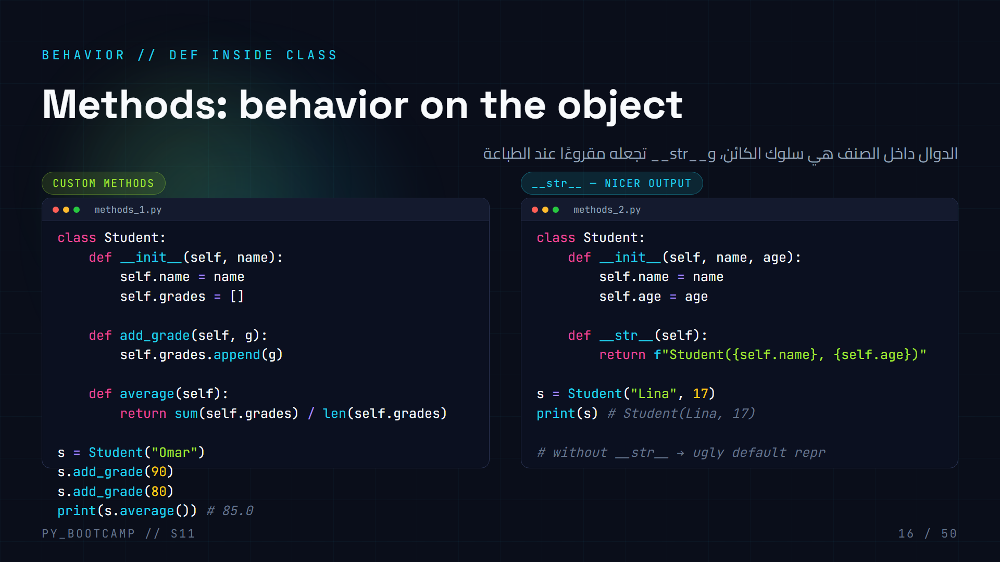 BEHAVIOR // DEF INSIDE CLASS
Methods: behavior on the object
الدوال داخل الصنف هي سلوك الكائن، و__str__ تجعله مقروءًا عند الطباعة
CUSTOM METHODS
methods_1.py
class Student:
    def __init__(self, name):
        self.name = name
        self.grades = []

    def add_grade(self, g):
        self.grades.append(g)

    def average(self):
        return sum(self.grades) / len(self.grades)

s = Student("Omar")
s.add_grade(90)
s.add_grade(80)
print(s.average()) # 85.0
__str__ — NICER OUTPUT
methods_2.py
class Student:
    def __init__(self, name, age):
        self.name = name
        self.age = age

    def __str__(self):
        return f"Student({self.name}, {self.age})"

s = Student("Lina", 17)
print(s) # Student(Lina, 17)

# without __str__ → ugly default repr
PY_BOOTCAMP // S11
16 / 50